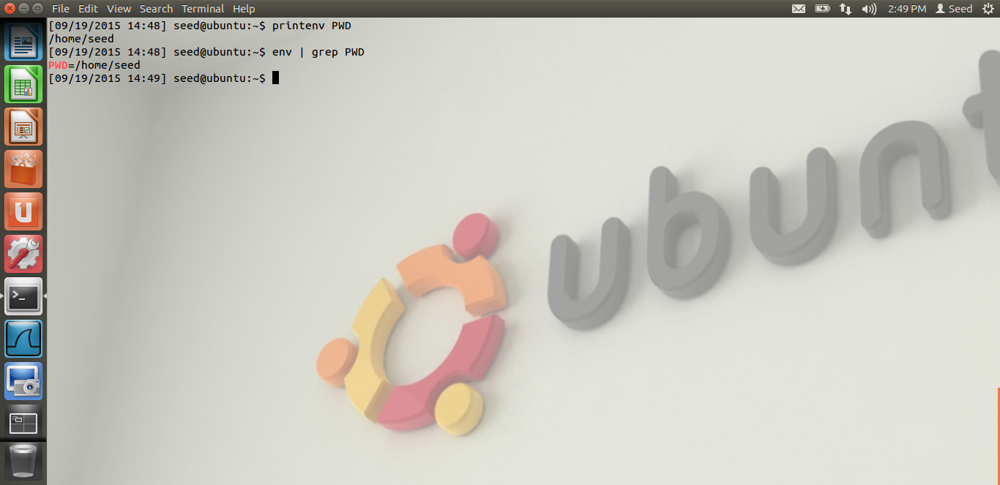 File Edit View Search Terminal Help 2:49 PM Seed
[09/19/2015 14:48] seed@ubuntu:~$ printenv PWD
/home/seed
[09/19/2015 14:48] seed@ubuntu:~$ env | grep PWD
PWD=/home/seed
[09/19/2015 14:49] seed@ubuntu:~$
ubunt